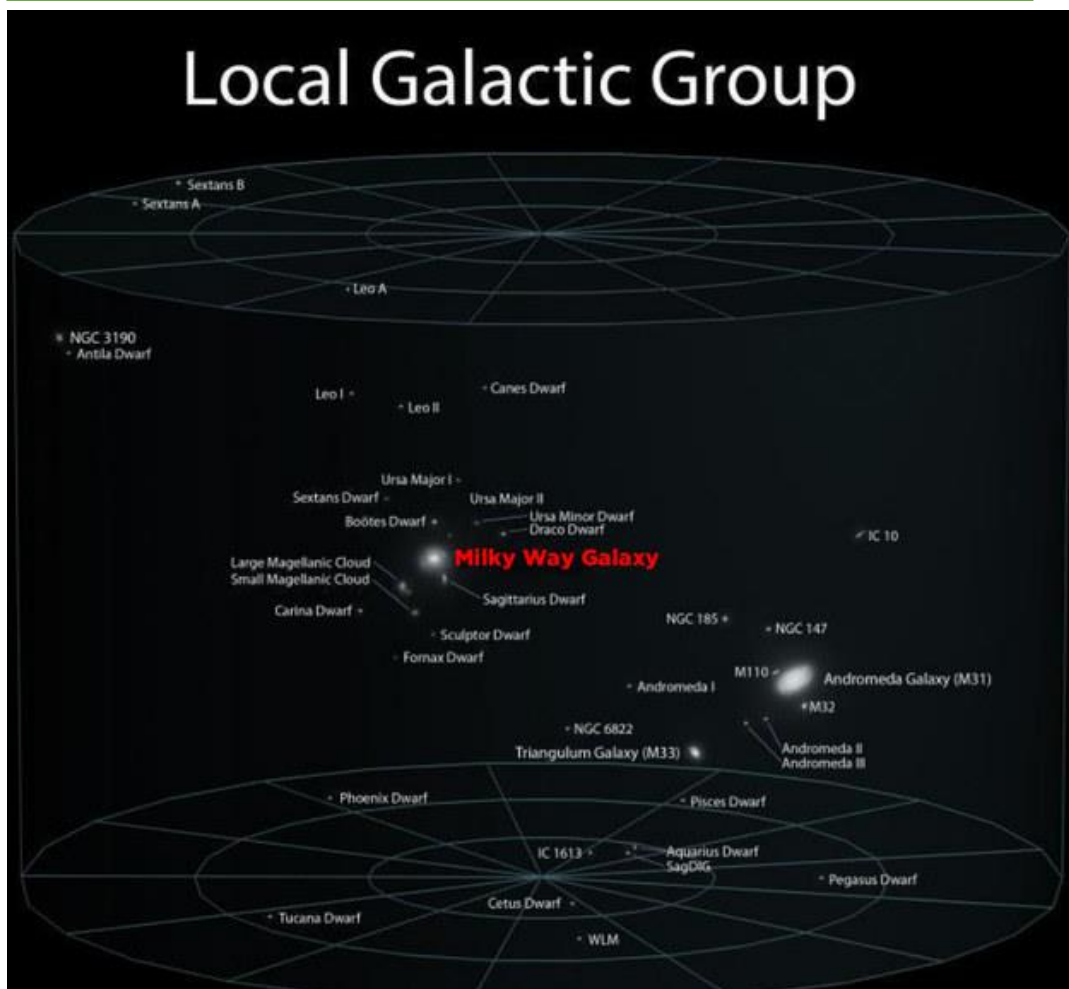 Local Galactic Group
Sextans B
Sextans A
Leo A
NGC 3190
Antila Dwarf
Canes Dwarf
Leo I
Leo II
Ursa Major I
Sextans Dwarf
Ursa Major II
Boötes Dwarf
Ursa Minor Dwarf
Draco Dwarf
IC 10
Milky Way Galaxy
Large Magellanic Cloud
Small Magellanic Cloud
Sagittarius Dwarf
Carina Dwarf
NGC 185
NGC 147
Sculptor Dwarf
Fornax Dwarf
M110
Andromeda Galaxy (M31)
Andromeda I
M32
NGC 6822
Triangulum Galaxy (M33)
Andromeda II
Andromeda III
Phoenix Dwarf
Pisces Dwarf
IC 1613
Aquarius Dwarf
SagDIG
Pegasus Dwarf
Cetus Dwarf
Tucana Dwarf
WLM